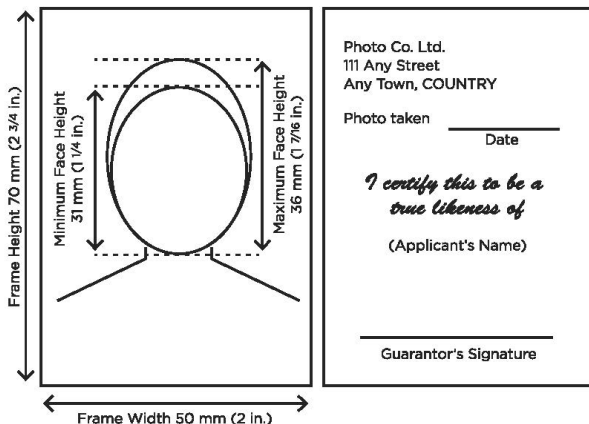 Frame Height 70 mm (2 3/4 in.)
Minimum Face Height
31 mm (1 1/4 in.)
Maximum Face Height
36 mm (1 7/16 in.)
Frame Width 50 mm (2 in.)
Photo Co. Ltd.
111 Any Street
Any Town, COUNTRY
Photo taken
Date
I certify this to be a
true likeness of
(Applicant's Name)
Guarantor's Signature